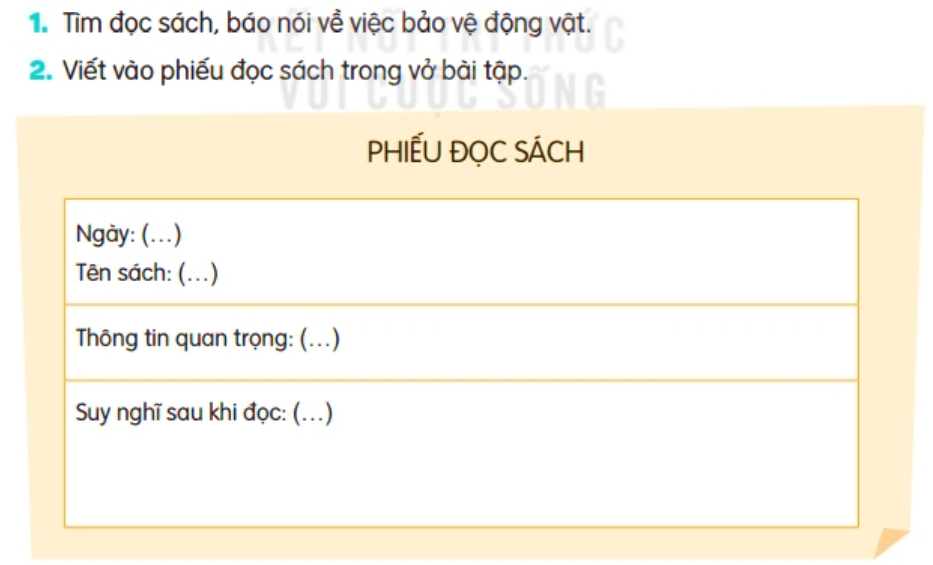 1. Tìm đọc sách, báo nói về việc bảo vệ động vật.
KẾT NỐI TRI THỨC
2. Viết vào phiếu đọc sách trong vở bài tập.
VỚI CUỘC SỐNG
PHIẾU ĐỌC SÁCH
Ngày: (...)
Tên sách: (...)
Thông tin quan trọng: (...)
Suy nghĩ sau khi đọc: (...)